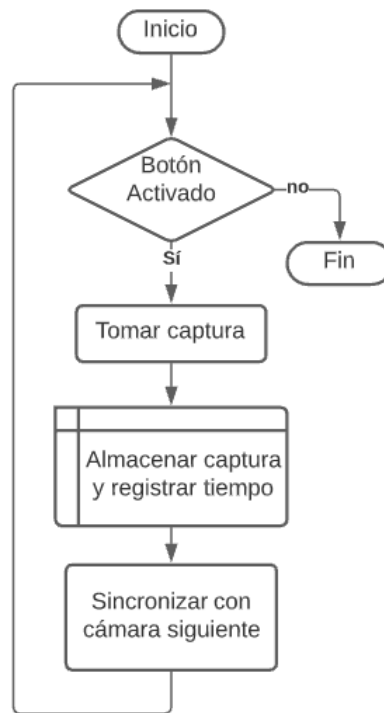 Inicio
Botón
Activado
no
Sí
Fin
Tomar captura
Almacenar captura
y registrar tiempo
Sincronizar con
cámara siguiente